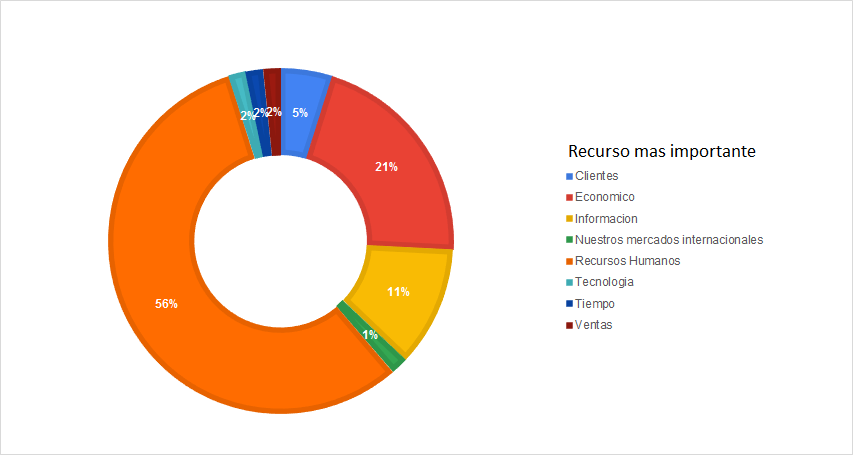 5%
21%
11%
1%
56%
2%
2%
2%
Recurso mas importante
Clientes
Economico
Informacion
Nuestros mercados internacionales
Recursos Humanos
Tecnologia
Tiempo
Ventas